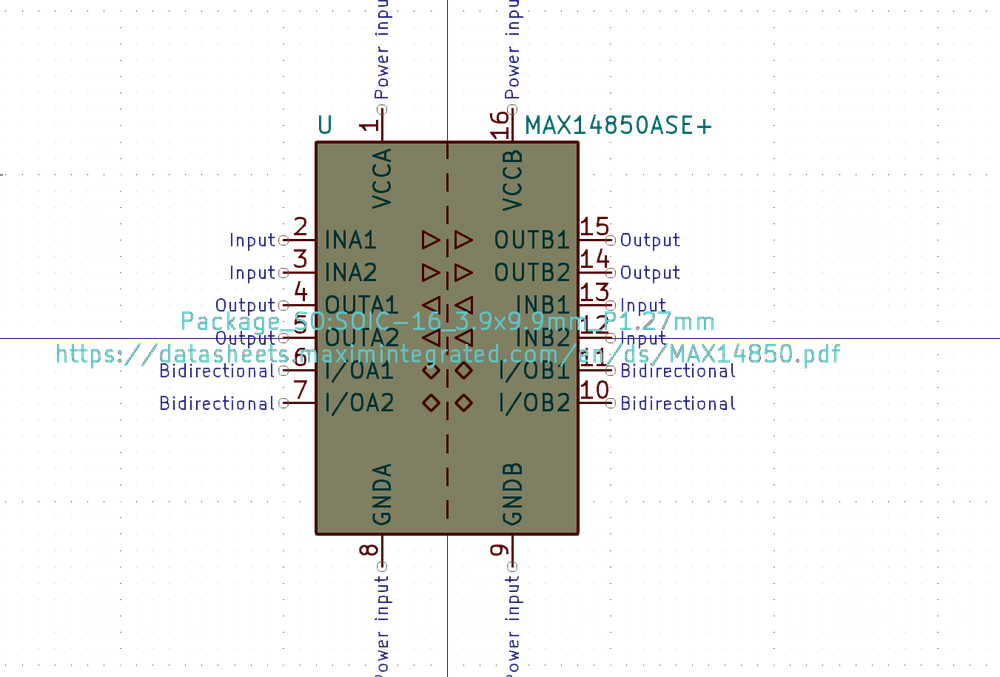 Power input
Power input
U
1
16
MAX14850ASE+
VCCA
VCCB
Input 2 INA1 OUTB1 15 Output
Input 3 INA2 OUTB2 14 Output
Output 4 OUTA1 INB1 13 Input
Package_SO:SOIC-16_3.9x9.9mm_P1.27mm
Output 5 OUTA2 INB2 12 Input
https://datasheets.maximintegrated.com/en/ds/MAX14850.pdf
Bidirectional 6 I/OA1 I/OB1 11 Bidirectional
Bidirectional 7 I/OA2 I/OB2 10 Bidirectional
GNDA
GNDB
8
9
Power input
Power input